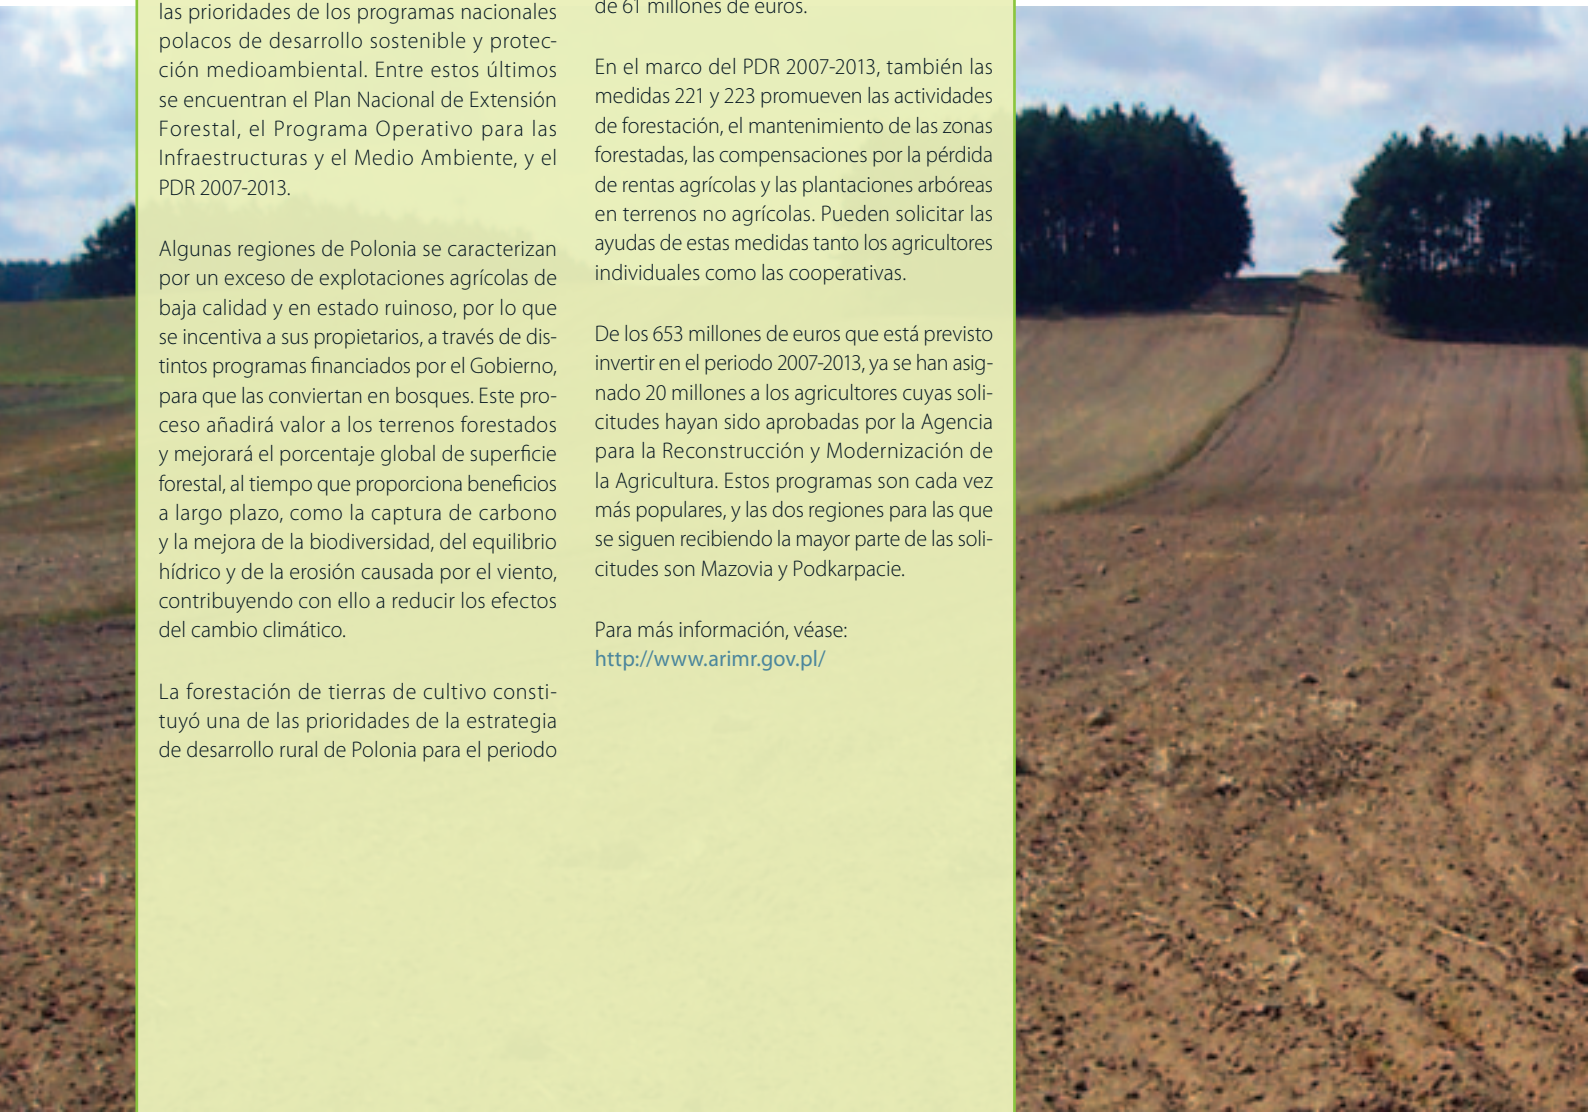 las prioridades de los programas nacionales
polacos de desarrollo sostenible y protec-
ción medioambiental. Entre estos últimos
se encuentran el Plan Nacional de Extensión
Forestal, el Programa Operativo para las
Infraestructuras y el Medio Ambiente, y el
PDR 2007-2013.
Algunas regiones de Polonia se caracterizan
por un exceso de explotaciones agrícolas de
baja calidad y en estado ruinoso, por lo que
se incentiva a sus propietarios, a través de dis-
tintos programas financiados por el Gobierno,
para que las conviertan en bosques. Este pro-
ceso añadirá valor a los terrenos forestados
y mejorará el porcentaje global de superficie
forestal, al tiempo que proporciona beneficios
a largo plazo, como la captura de carbono
y la mejora de la biodiversidad, del equilibrio
hídrico y de la erosión causada por el viento,
contribuyendo con ello a reducir los efectos
del cambio climático.
La forestación de tierras de cultivo consti-
tuyó una de las prioridades de la estrategia
de desarrollo rural de Polonia para el periodo
de 61 millones de euros.
En el marco del PDR 2007-2013, también las
medidas 221 y 223 promueven las actividades
de forestación, el mantenimiento de las zonas
forestadas, las compensaciones por la pérdida
de rentas agrícolas y las plantaciones arbóreas
en terrenos no agrícolas. Pueden solicitar las
ayudas de estas medidas tanto los agricultores
individuales como las cooperativas.
De los 653 millones de euros que está previsto
invertir en el periodo 2007-2013, ya se han asig-
nado 20 millones a los agricultores cuyas soli-
citudes hayan sido aprobadas por la Agencia
para la Reconstrucción y Modernización de
la Agricultura. Estos programas son cada vez
más populares, y las dos regiones para las que
se siguen recibiendo la mayor parte de las soli-
citudes son Mazovia y Podkarpacie.
Para más información, véase:
http://www.arimr.gov.pl/